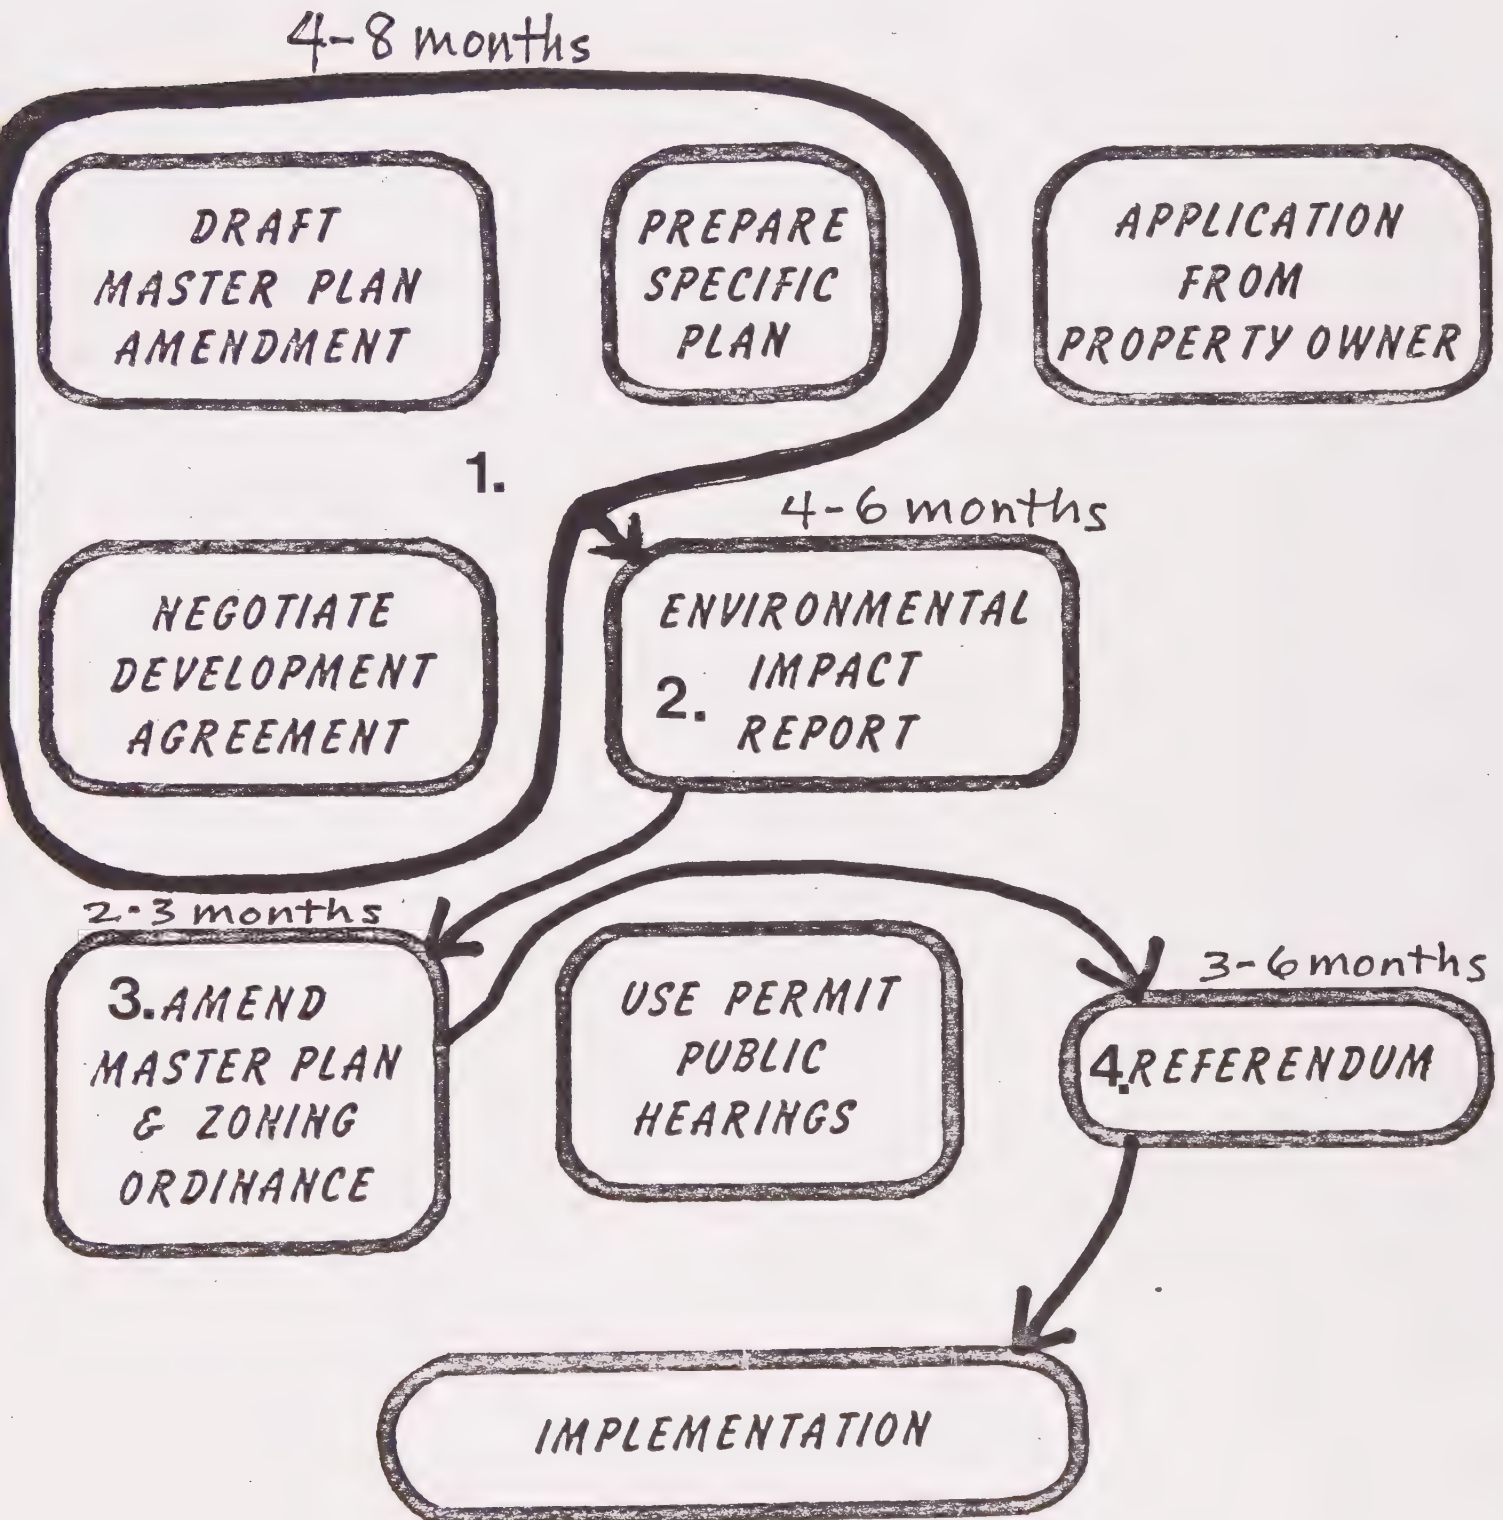 4-8 months
DRAFT
MASTER PLAN
AMENDMENT
PREPARE
SPECIFIC
PLAN
APPLICATION
FROM
PROPERTY OWNER
1.
NEGOTIATE
DEVELOPMENT
AGREEMENT
4-6 months
ENVIRONMENTAL
2. IMPACT
REPORT
2-3 months
3. AMEND
MASTER PLAN
& ZONING
ORDINANCE
USE PERMIT
PUBLIC
HEARINGS
3-6 months
4. REFERENDUM
IMPLEMENTATION